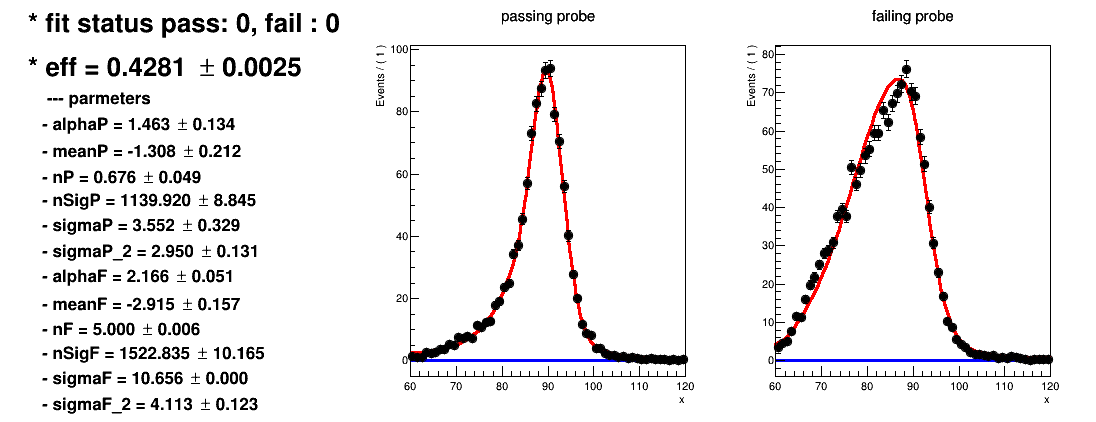 * fit status pass: 0, fail : 0
* eff = 0.4281 ± 0.0025
--- parmeters
- alphaP = 1.463 ± 0.134
- meanP = -1.308 ± 0.212
- nP = 0.676 ± 0.049
- nSigP = 1139.920 ± 8.845
- sigmaP = 3.552 ± 0.329
- sigmaP_2 = 2.950 ± 0.131
- alphaF = 2.166 ± 0.051
- meanF = -2.915 ± 0.157
- nF = 5.000 ± 0.006
- nSigF = 1522.835 ± 10.165
- sigmaF = 10.656 ± 0.000
- sigmaF_2 = 4.113 ± 0.123
passing probe
Events / ( 1 )
100
80
60
40
20
0
60 70 80 90 100 110 120
x
failing probe
Events / ( 1 )
80
70
60
50
40
30
20
10
0
60 70 80 90 100 110 120
x